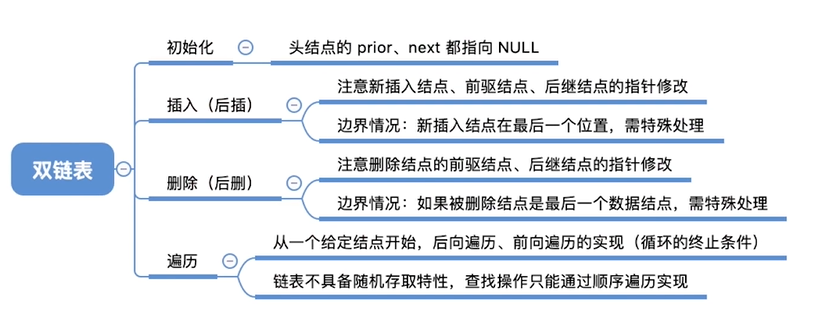 双链表
初始化
头结点的 prior、next 都指向 NULL
插入（后插）
注意新插入结点、前驱结点、后继结点的指针修改
边界情况：新插入结点在最后一个位置，需特殊处理
删除（后删）
注意删除结点的前驱结点、后继结点的指针修改
边界情况：如果被删除结点是最后一个数据结点，需特殊处理
遍历
从一个给定结点开始，后向遍历、前向遍历的实现（循环的终止条件）
链表不具备随机存取特性，查找操作只能通过顺序遍历实现